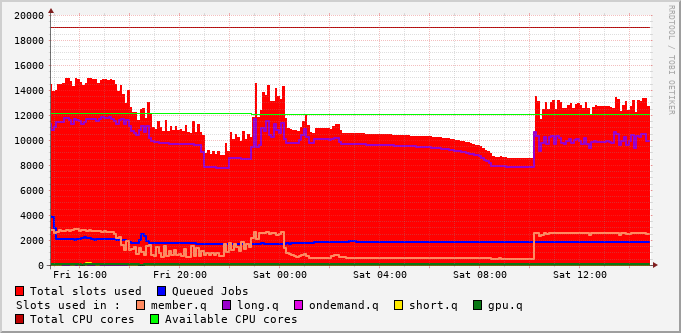 20000
18000
16000
14000
12000
10000
8000
6000
4000
2000
0
Fri 16:00 Fri 20:00 Sat 00:00 Sat 04:00 Sat 08:00 Sat 12:00
RRDTOOL / TOBI OETIKER
Total slots used Queued Jobs
Slots used in : member.q long.q ondemand.q short.q gpu.q
Total CPU cores Available CPU cores